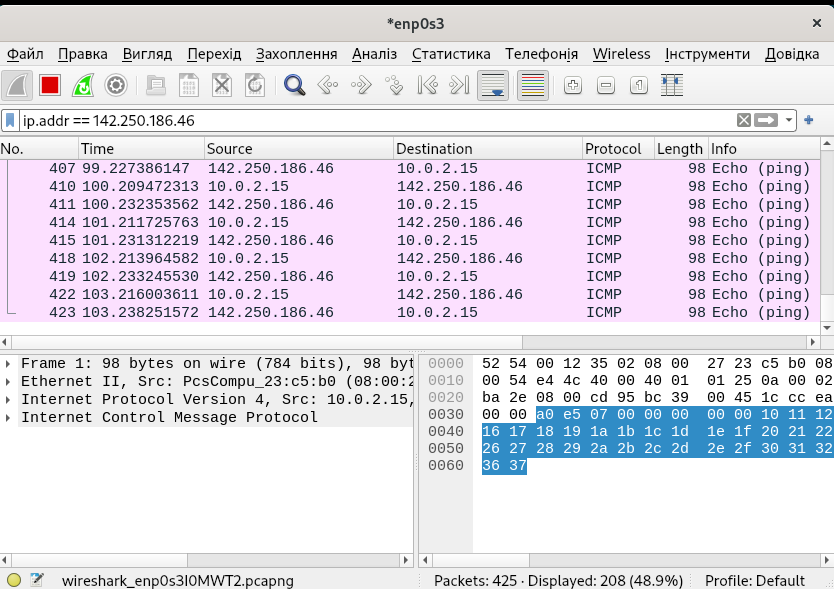 *enp0s3
Файл Правка Вигляд Перехід Захоплення Аналіз Статистика Телефонія Wireless Інструменти Довідка
ip.addr == 142.250.186.46
No. Time Source Destination Protocol Length Info
407 99.227386147 142.250.186.46 10.0.2.15 ICMP 98 Echo (ping)
410 100.209472313 10.0.2.15 142.250.186.46 ICMP 98 Echo (ping)
411 100.232353562 142.250.186.46 10.0.2.15 ICMP 98 Echo (ping)
414 101.211725763 10.0.2.15 142.250.186.46 ICMP 98 Echo (ping)
415 101.231312219 142.250.186.46 10.0.2.15 ICMP 98 Echo (ping)
418 102.213964582 10.0.2.15 142.250.186.46 ICMP 98 Echo (ping)
419 102.233245530 142.250.186.46 10.0.2.15 ICMP 98 Echo (ping)
422 103.216003611 10.0.2.15 142.250.186.46 ICMP 98 Echo (ping)
423 103.238251572 142.250.186.46 10.0.2.15 ICMP 98 Echo (ping)
Frame 1: 98 bytes on wire (784 bits), 98 byt
Ethernet II, Src: PcsCompu_23:c5:b0 (08:00:2
Internet Protocol Version 4, Src: 10.0.2.15,
Internet Control Message Protocol
0000 52 54 00 12 35 02 08 00 27 23 c5 b0 08
0010 00 54 e4 4c 40 00 40 01 01 25 0a 00 02
0020 ba 2e 08 00 cd 95 bc 39 00 45 1c cc ea
0030 00 00 a0 e5 07 00 00 00 00 00 10 11 12
0040 16 17 18 19 1a 1b 1c 1d 1e 1f 20 21 22
0050 26 27 28 29 2a 2b 2c 2d 2e 2f 30 31 32
0060 36 37
wireshark_enp0s3I0MWT2.pcapng
Packets: 425 · Displayed: 208 (48.9%)
Profile: Default